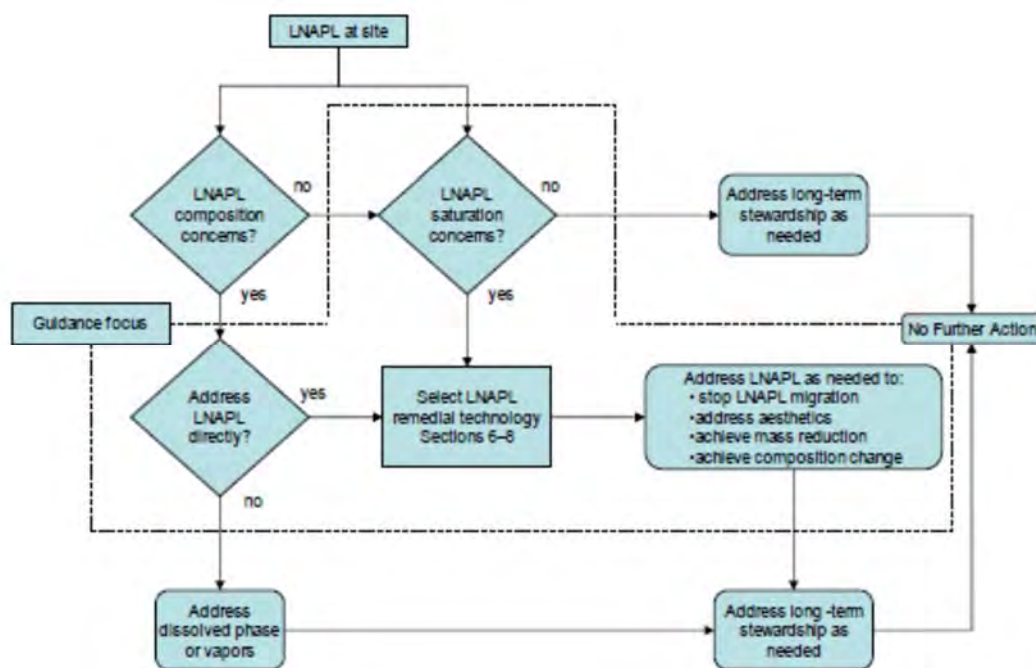 LNAPL at site
LNAPL
composition
concerns?
no
LNAPL
saturation
concerns?
no
Address long-term
stewardship as
needed
yes
yes
Guidance focus
No Further Action
Address
LNAPL
directly?
yes
Select LNAPL
remedial technology
Sections 6–8
Address LNAPL as needed to:
• stop LNAPL migration
• address aesthetics
• achieve mass reduction
• achieve composition change
no
Address
dissolved phase
or vapors
Address long -term
stewardship as
needed